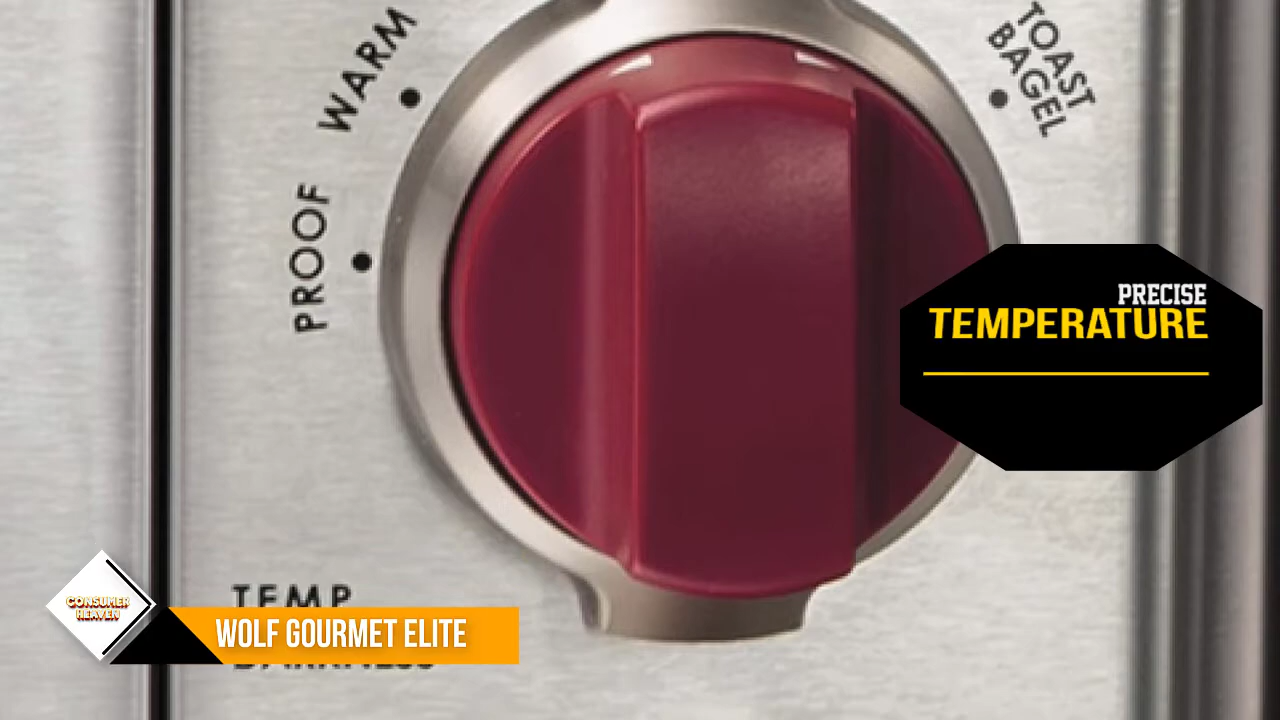 WARM
PROOF
TOAST
BAGEL
PRECISE
TEMPERATURE
TEMP
CONSUMER
HEAVEN
WOLF GOURMET ELITE